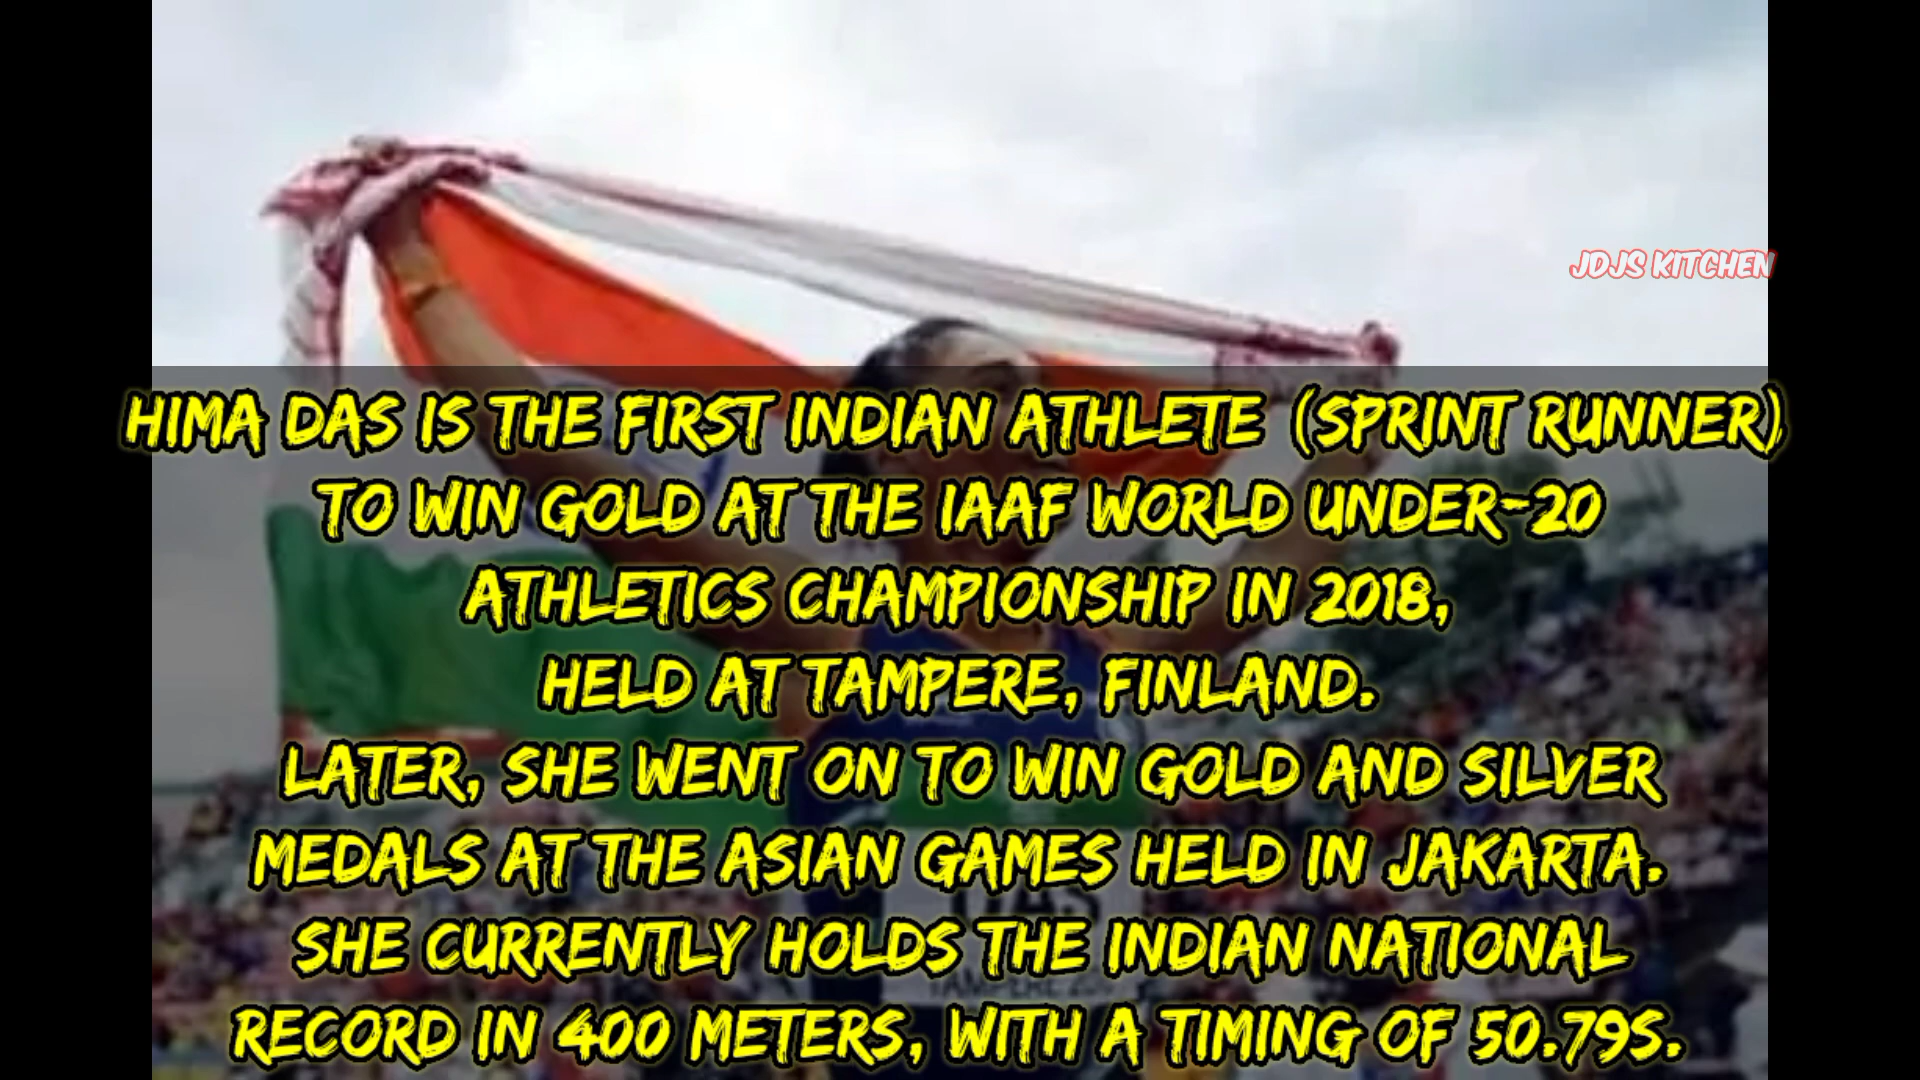 JDJS KITCHEN
HIMA DAS IS THE FIRST INDIAN ATHLETE (SPRINT RUNNER)
TO WIN GOLD AT THE IAAF WORLD UNDER-20
ATHLETICS CHAMPIONSHIP IN 2018,
HELD AT TAMPERE, FINLAND.
LATER, SHE WENT ON TO WIN GOLD AND SILVER
MEDALS AT THE ASIAN GAMES HELD IN JAKARTA.
DAS
SHE CURRENTLY HOLDS THE INDIAN NATIONAL
TAMPERE 2018
RECORD IN 400 METERS, WITH A TIMING OF 50.79S.